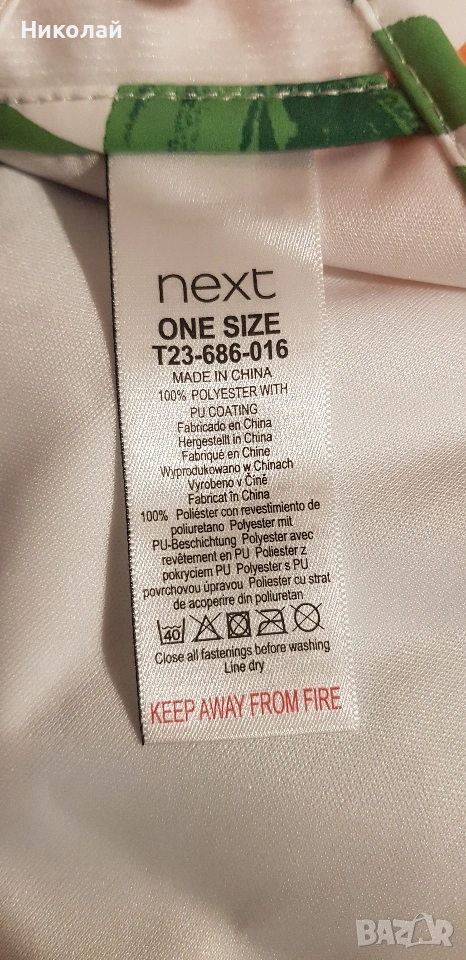 Николай
next
ONE SIZE
T23-686-016
MADE IN CHINA
100% POLYESTER WITH
PU COATING
Fabricado en China
Hergestellt in China
Fabriqué en Chine
Wyprodukowano w Chinach
Vyrobeno v Číně
Fabricat în China
100% Poliéster con revestimiento de
poliuretano Polyester mit
PU-Beschichtung Polyester avec
revêtement en PU Poliester z
pokryciem PU Polyester s PU
povrchovou úpravou Poliester cu strat
de acoperire din poliuretan
40
Close all fastenings before washing
Line dry
KEEP AWAY FROM FIRE
BAZAR